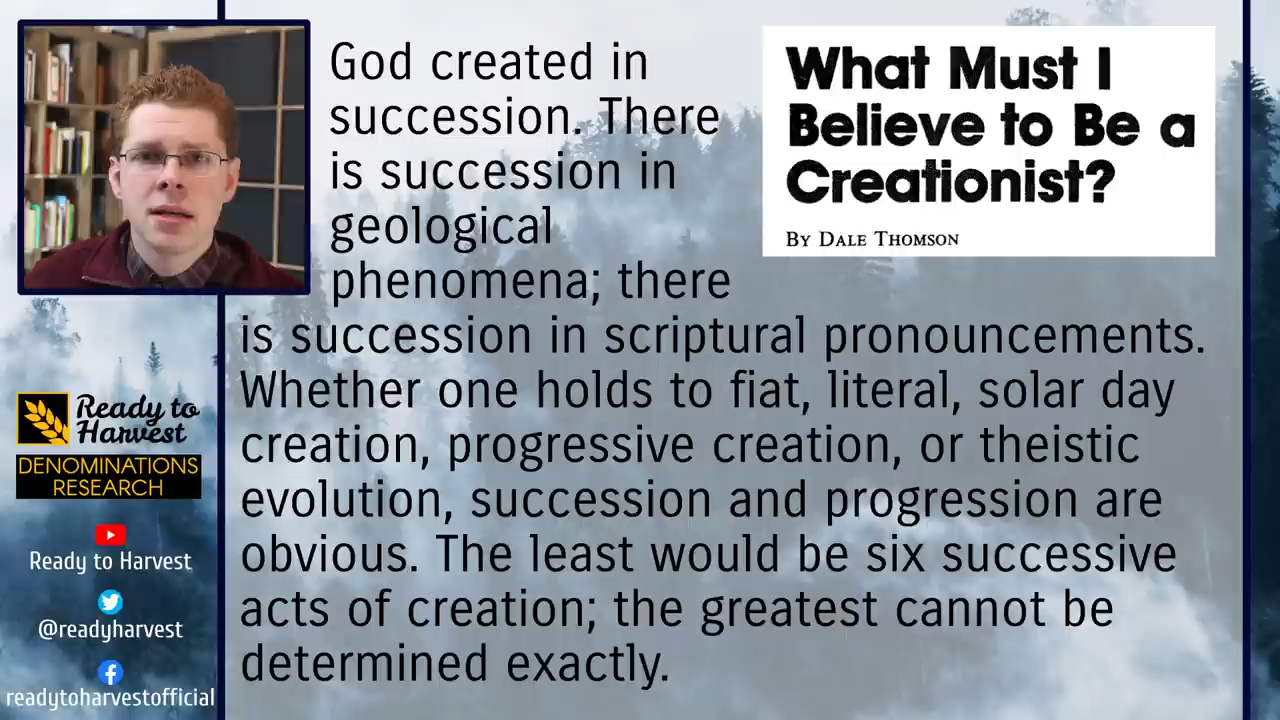 God created in
succession. There
is succession in
geological
phenomena; there
is succession in scriptural pronouncements.
Whether one holds to fiat, literal, solar day
creation, progressive creation, or theistic
evolution, succession and progression are
obvious. The least would be six successive
acts of creation; the greatest cannot be
determined exactly.
What Must I
Believe to Be a
Creationist?
By Dale Thomson
Ready to
Harvest
DENOMINATIONS
RESEARCH
Ready to Harvest
@readyharvest
readytoharvestofficial